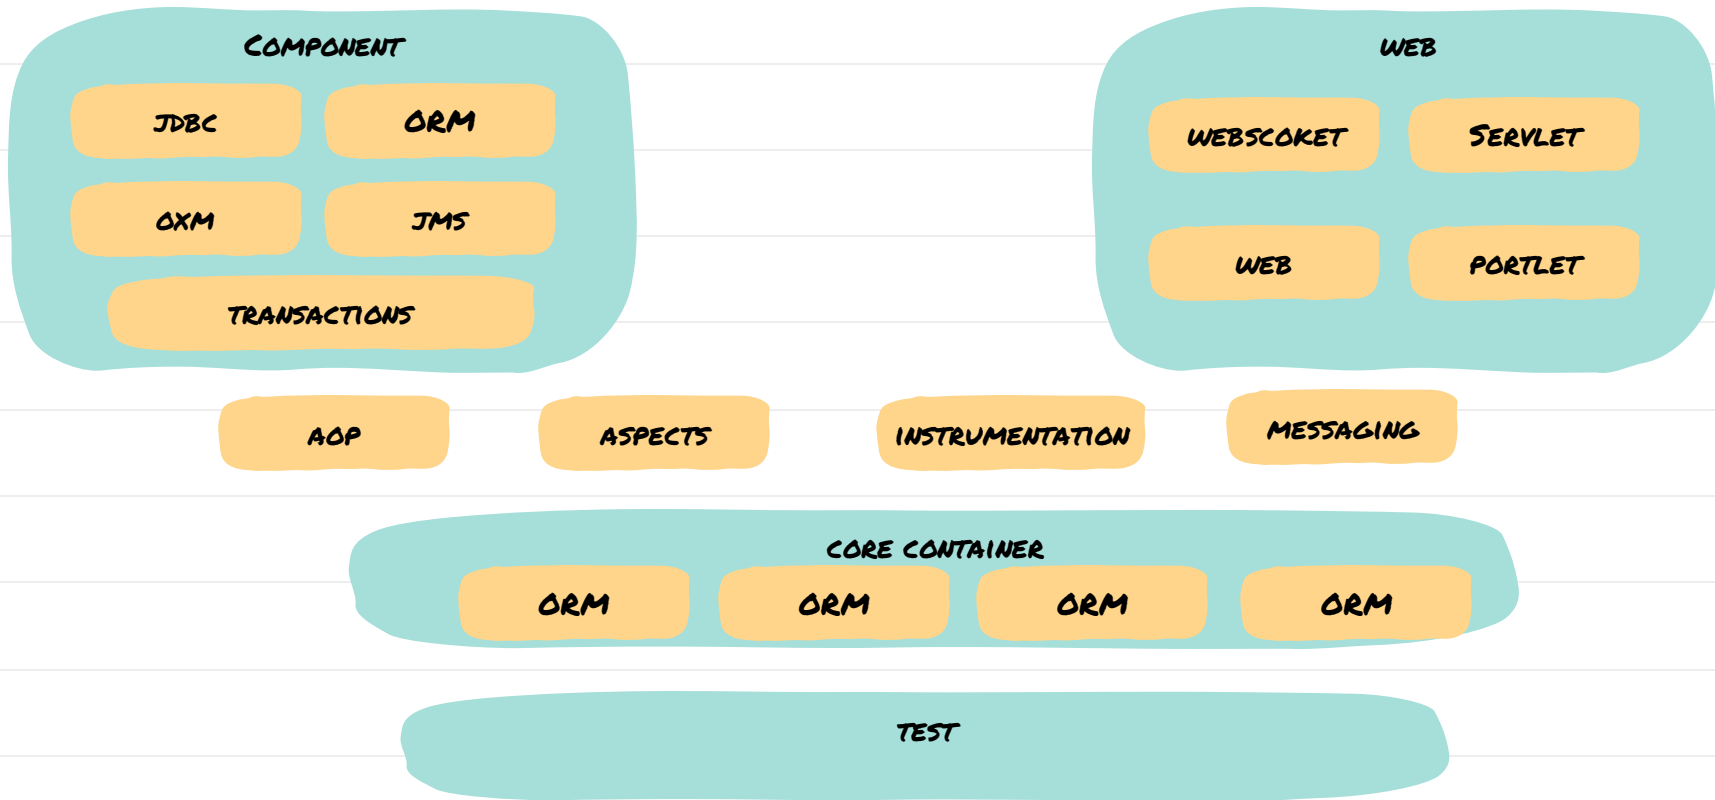 COMPONENT
JDBC
ORM
OXM
JMS
TRANSACTIONS
WEB
WEBSCOKET
SERVLET
WEB
PORTLET
AOP
ASPECTS
INSTRUMENTATION
MESSAGING
CORE CONTAINER
ORM
ORM
ORM
ORM
TEST